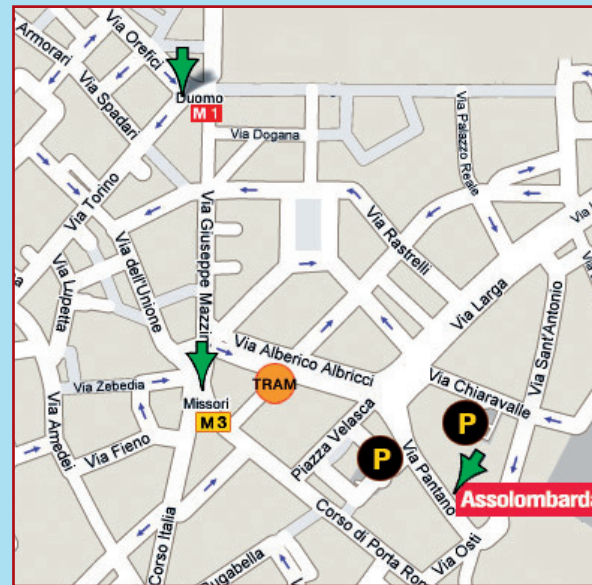 Via Orefici
Armorari
Via Spadari
Duomo
M 1
Via Dogana
Via Palazzo Reale
Via Torino
Via Giuseppe Mazzini
Via Rastrelli
Via Lupetta
Via dell'Unione
Via Larga
Via Sant'Antonio
Via Alberico Albricci
Via Zebedia
TRAM
Via Chiaravalle
Missori
M 3
P
Via Amedei
Via Fieno
Piazza Velasca
P
Via Pantano
Assolombarda
Corso Italia
Corso di Porta Rom
Via Osti
Rugabella